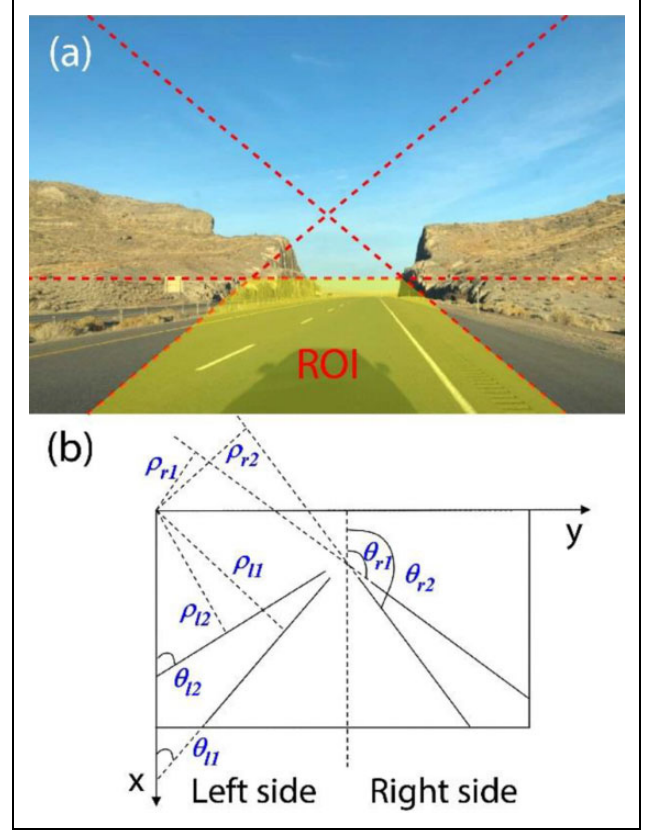 (a)
ROI
(b)
ρr1
ρr2
y
θr1
θr2
ρl1
ρl2
θl2
θl1
x
Left side
Right side